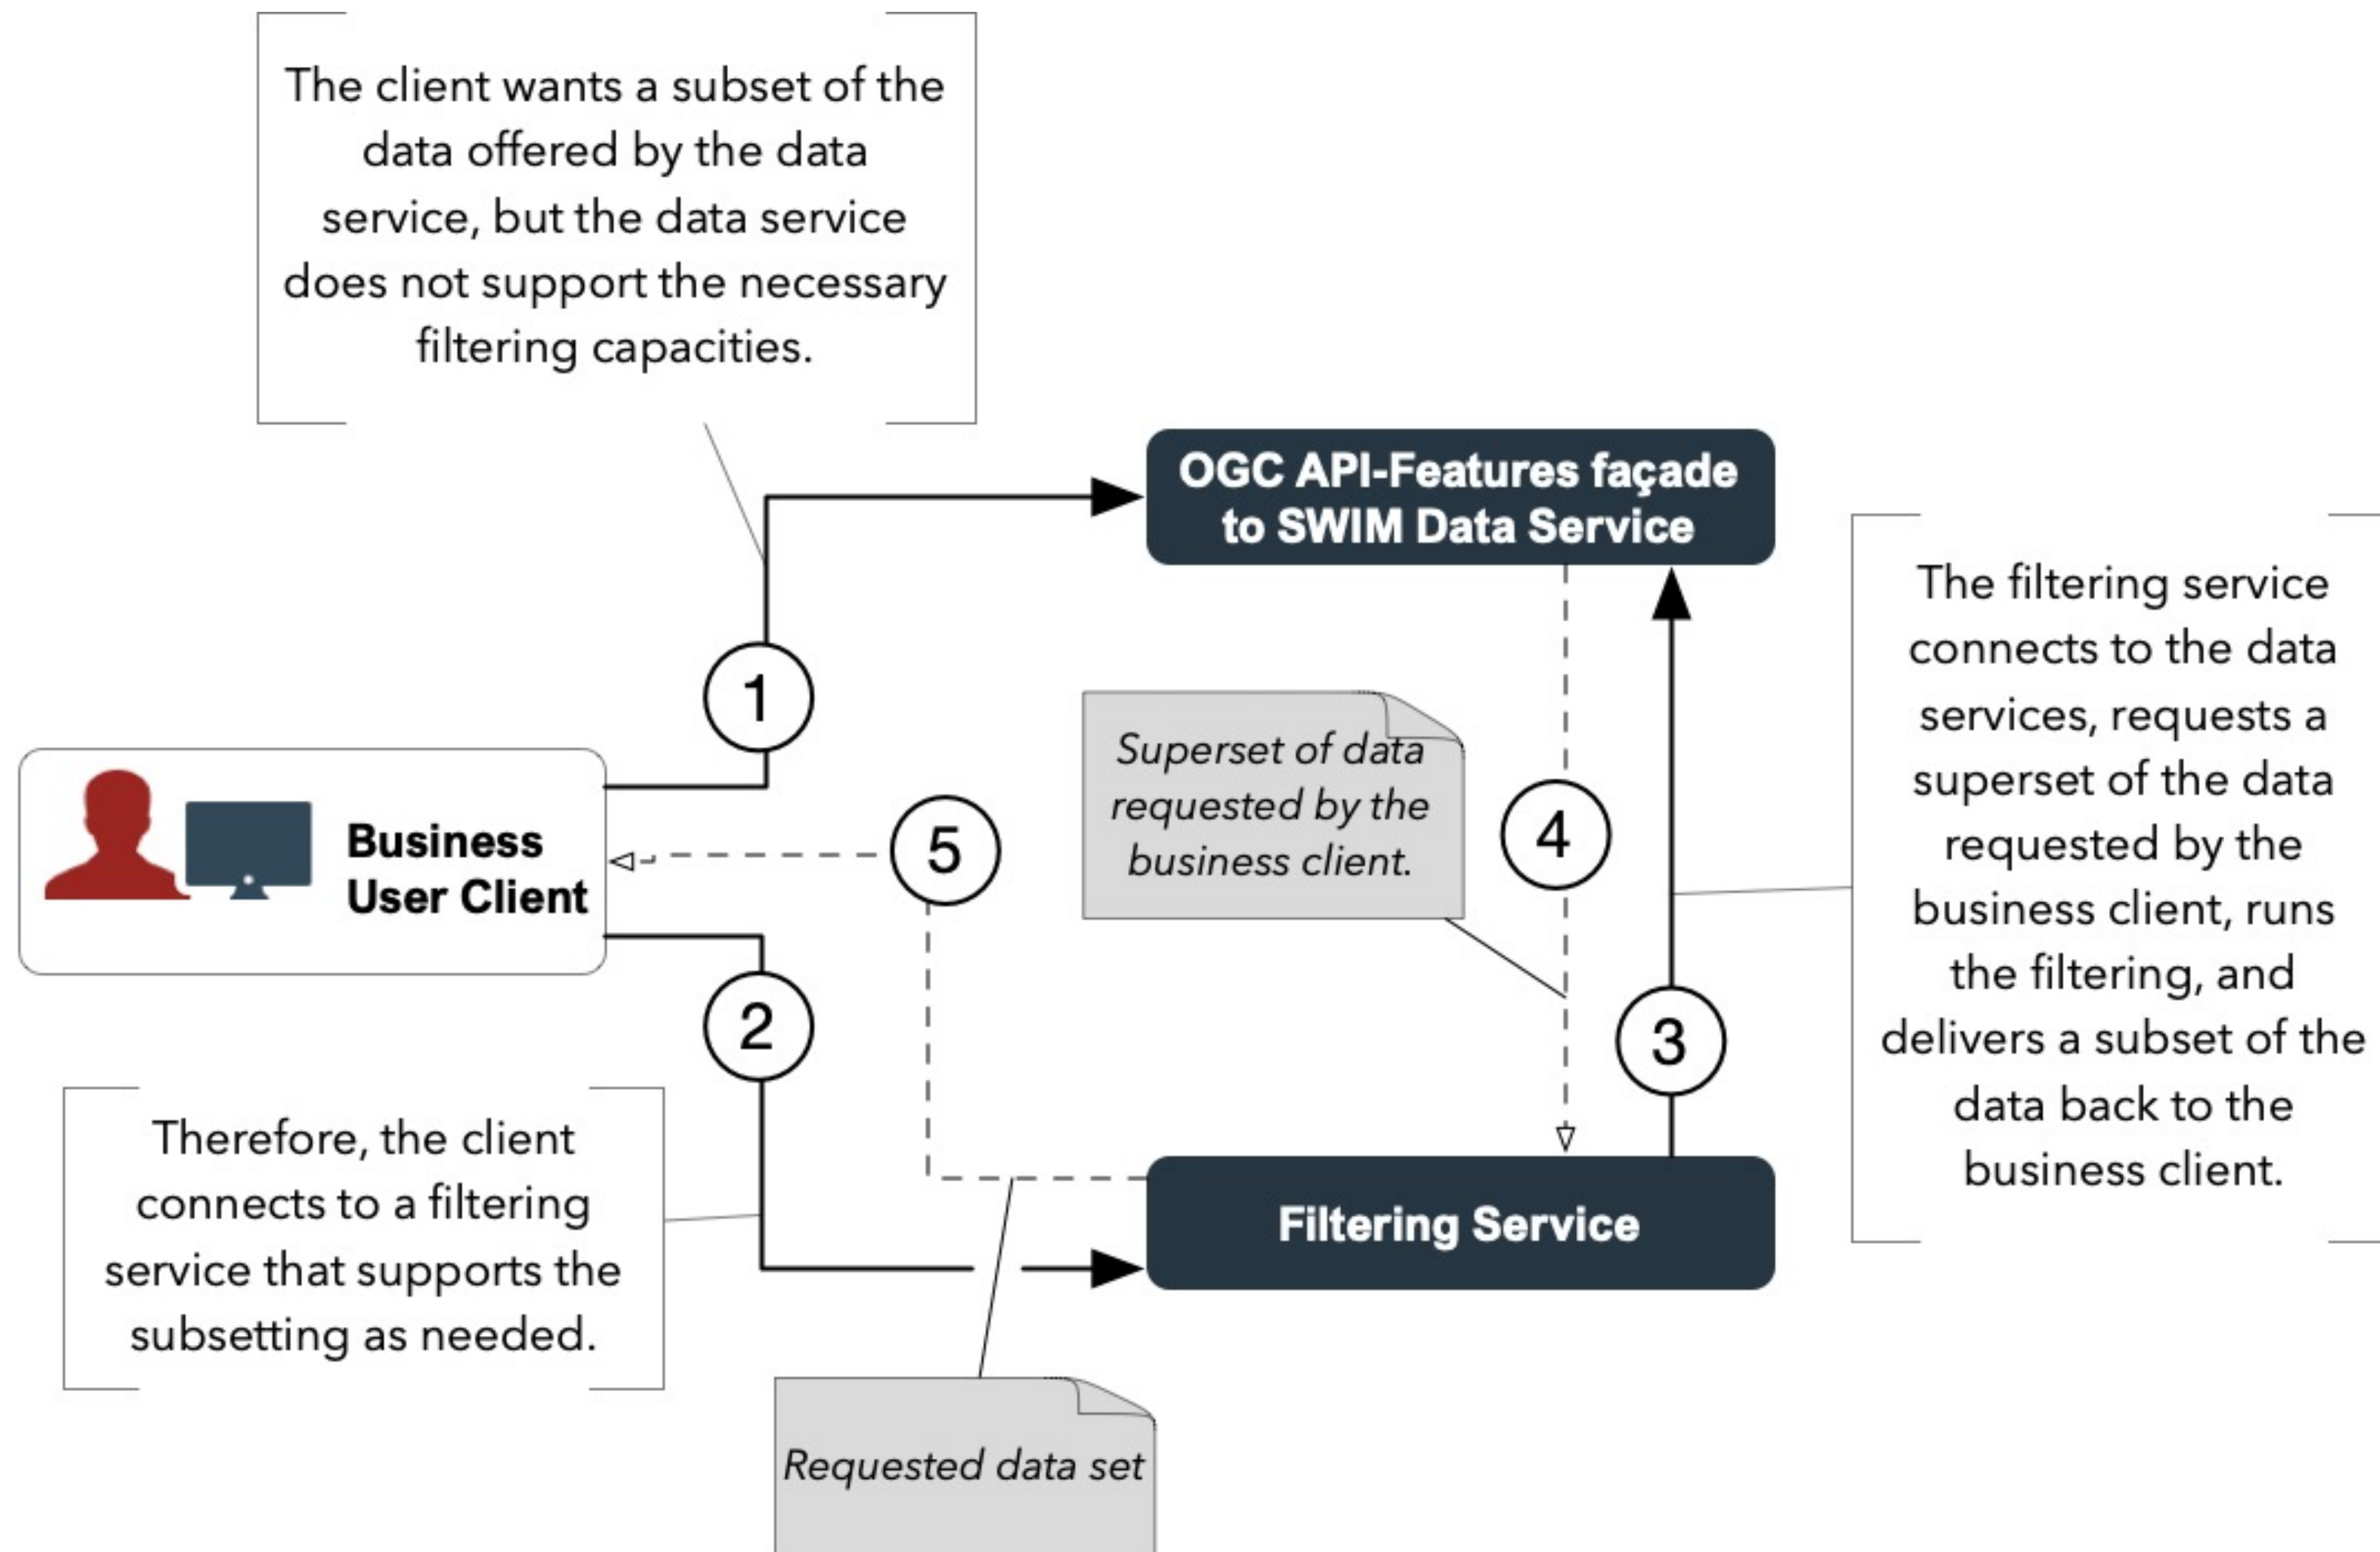 The client wants a subset of the
data offered by the data
service, but the data service
does not support the necessary
filtering capacities.
OGC API-Features façade
to SWIM Data Service
The filtering service
connects to the data
services, requests a
superset of the data
requested by the
business client, runs
the filtering, and
delivers a subset of the
data back to the
business client.
1
Superset of data
requested by the
business client.
4
5
Business
User Client
2
3
Therefore, the client
connects to a filtering
service that supports the
subsetting as needed.
Filtering Service
Requested data set